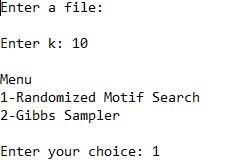 Enter a file:
Enter k: 10
Menu
1-Randomized Motif Search
2-Gibbs Sampler
Enter your choice: 1